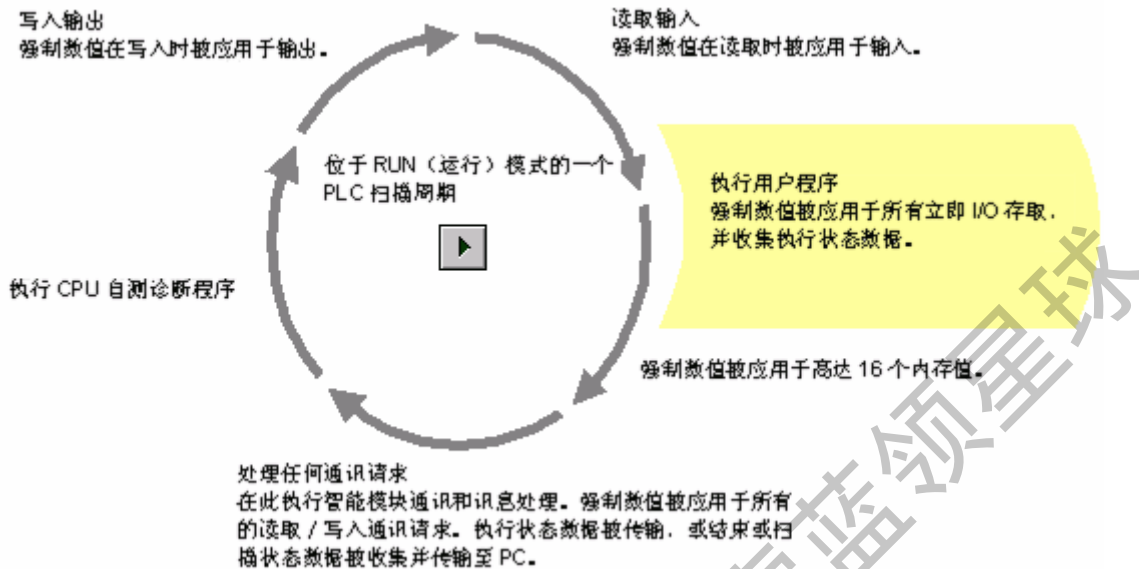 写入输出
强制数值在写入时被应用于输出。
读取输入
强制数值在读取时被应用于输入。
位于 RUN（运行）模式的一个
PLC 扫描周期
执行用户程序
强制数值被应用于所有立即 I/O 存取，
并收集执行状态数据。
执行 CPU 自测诊断程序
强制数值被应用于高达 16 个内存值。
处理任何通讯请求
在此执行智能模块通讯和讯息处理。强制数值被应用于所有
的读取 / 写入通讯请求。执行状态数据被传输，或结束或扫
描状态数据被收集并传输至 PC。
蓝领星球